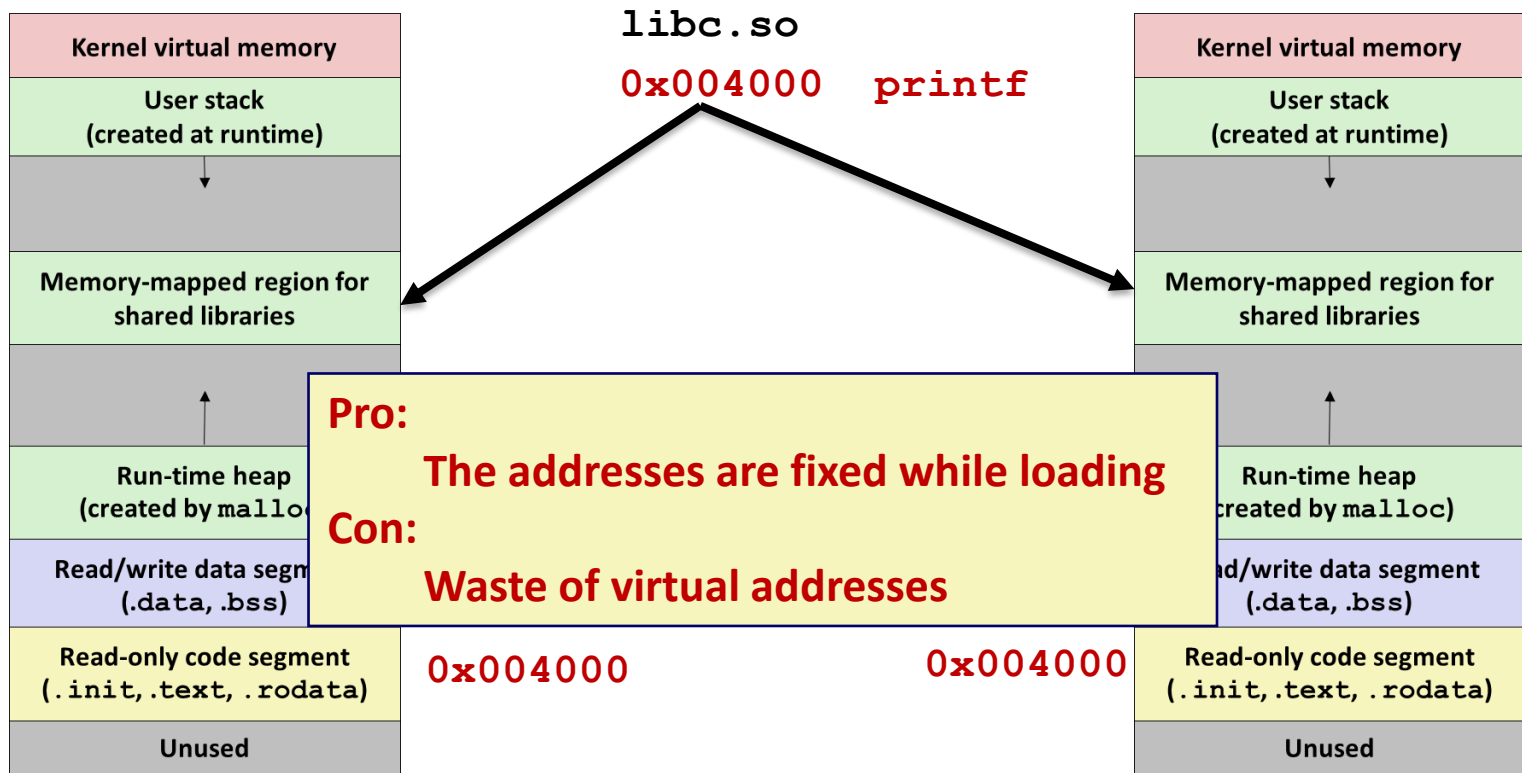 libc.so
0x004000 printf
Kernel virtual memory
User stack
(created at runtime)
Memory-mapped region for
shared libraries
Run-time heap
(created by malloc
Read/write data segm
(.data, .bss)
Read-only code segment
(.init, .text, .rodata)
Unused
Pro:
The addresses are fixed while loading
Con:
Waste of virtual addresses
0x004000
0x004000
Kernel virtual memory
User stack
(created at runtime)
Memory-mapped region for
shared libraries
Run-time heap
created by malloc)
ad/write data segment
(.data, .bss)
Read-only code segment
(.init, .text, .rodata)
Unused